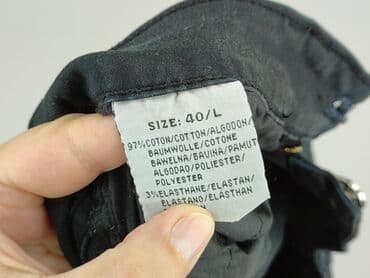 SIZE: 40/L
97% COTON/COTTON/ALGODON/
BAUMWOLLE/COTONE
BAWELNA/BAVLNA/PAMUT
ALGODAO/POLIESTER/
POLYESTER
3% ELASTHANE/ELASTAN/
ELASTANO/ELASTHAN